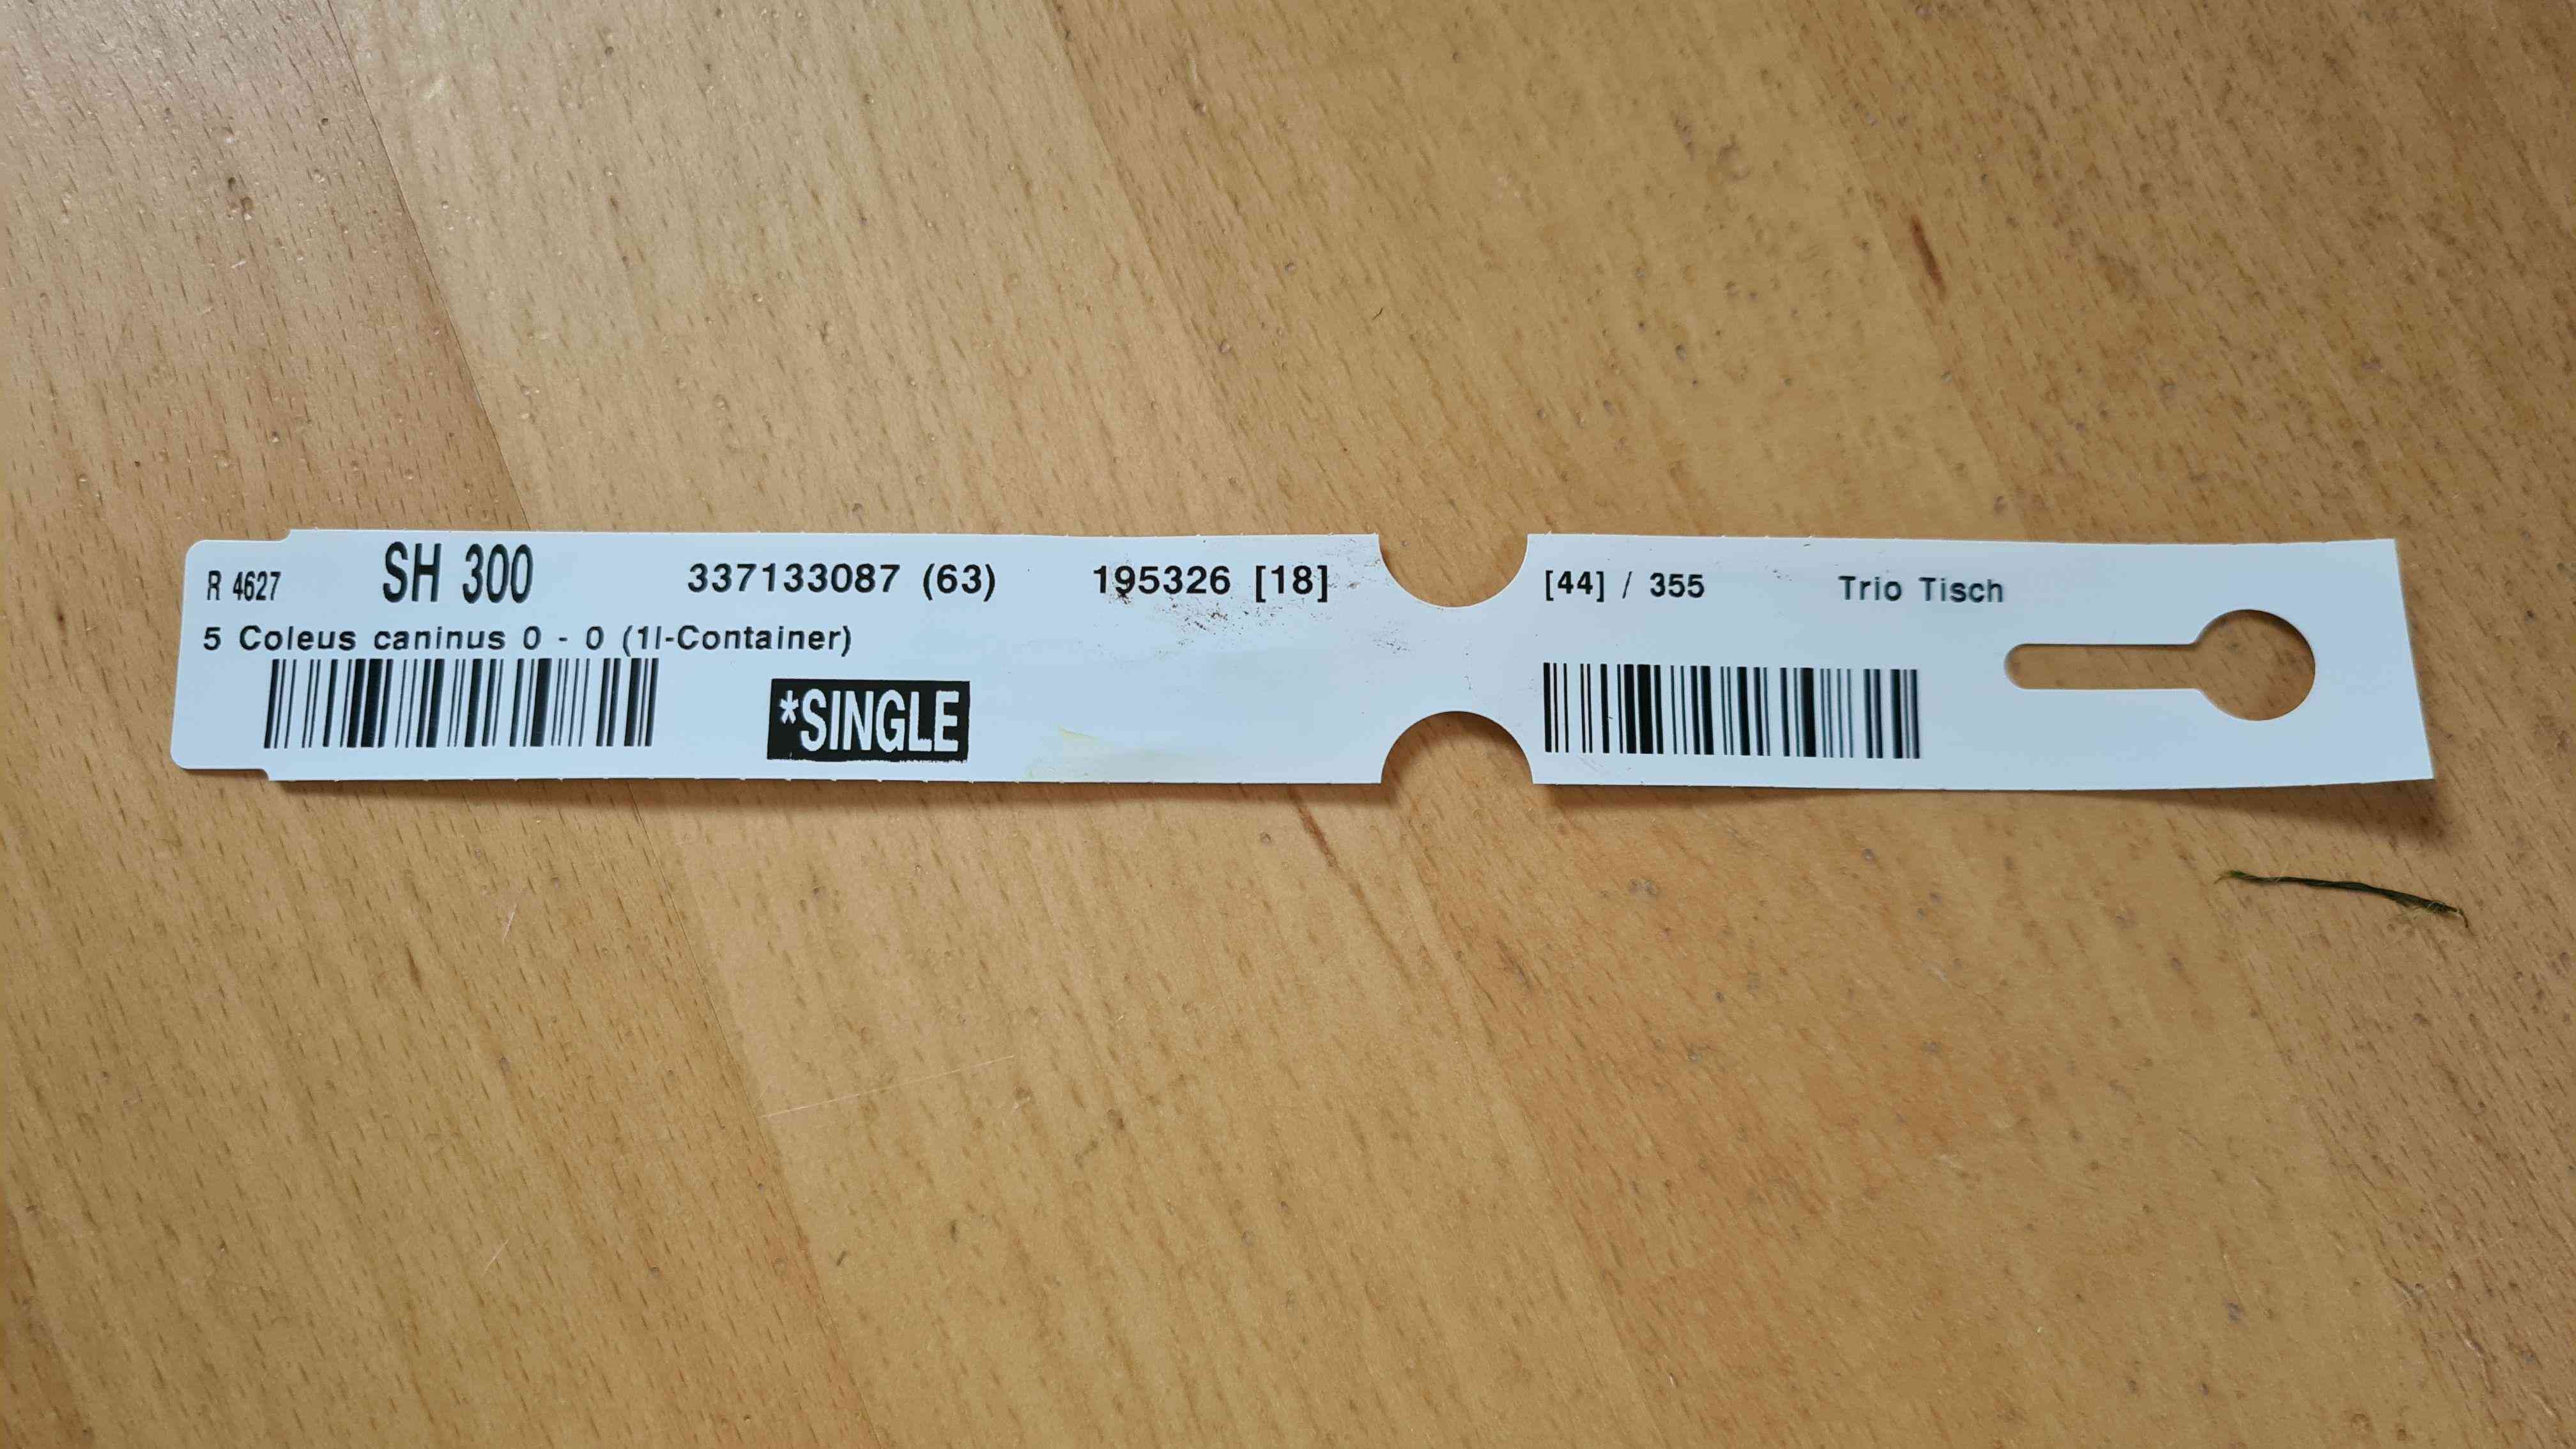 R 4627 SH 300 337133087 (63) 195326 [18] [44] / 355 Trio Tisch
5 Coleus caninus 0 - 0 (1l-Container)
*SINGLE